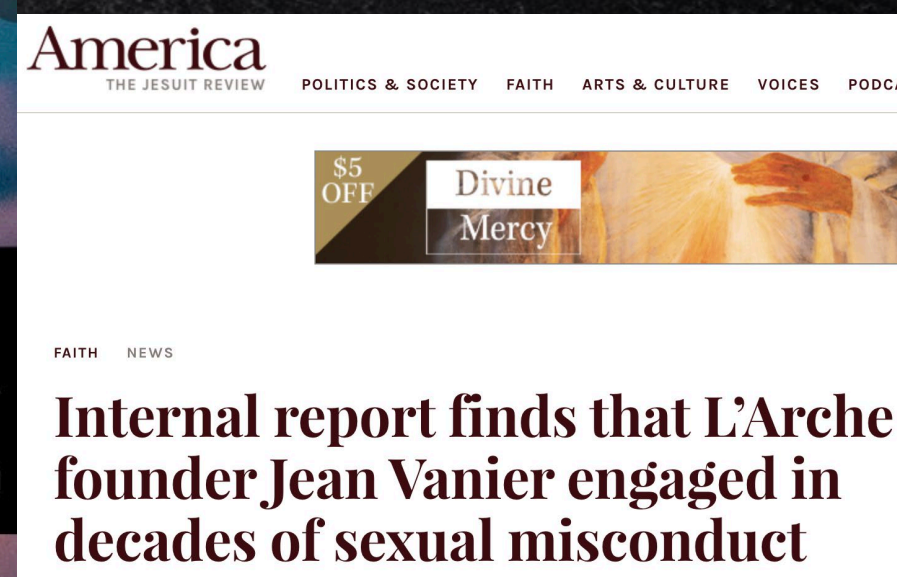 America
THE JESUIT REVIEW
POLITICS & SOCIETY FAITH ARTS & CULTURE VOICES
$5
OFF
Divine
Mercy
FAITH NEWS
Internal report finds that L’Arche
founder Jean Vanier engaged in
decades of sexual misconduct